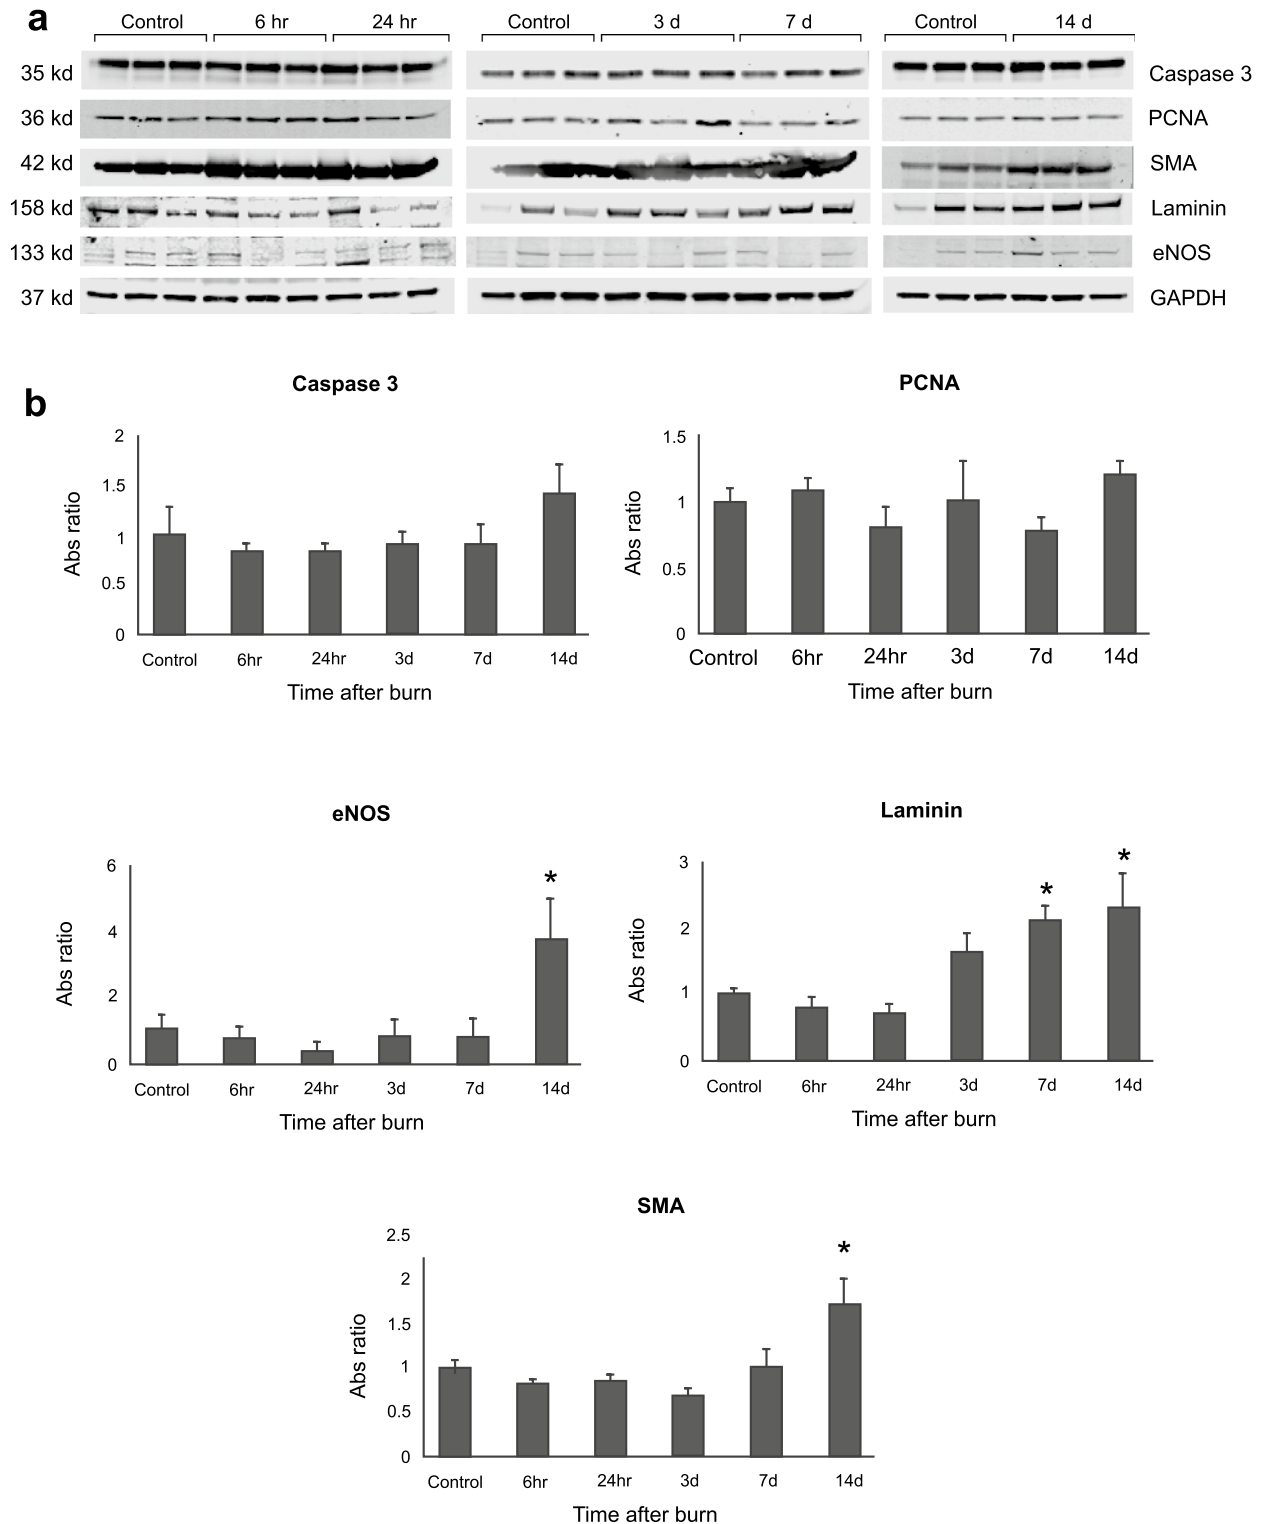 a
Control 6 hr 24 hr Control 3 d 7 d Control 14 d
35 kd Caspase 3
36 kd PCNA
42 kd SMA
158 kd Laminin
133 kd eNOS
37 kd GAPDH
b
Caspase 3
2
1.5
1
0.5
0
Abs ratio
Control 6hr 24hr 3d 7d 14d
Time after burn
PCNA
1.5
1
0.5
0
Abs ratio
Control 6hr 24hr 3d 7d 14d
Time after burn
eNOS
6
4
2
0
Abs ratio
*
Control 6hr 24hr 3d 7d 14d
Time after burn
Laminin
3
2
1
0
Abs ratio
* *
Control 6hr 24hr 3d 7d 14d
Time after burn
SMA
2.5
2
1.5
1
0.5
0
Abs ratio
*
Control 6hr 24hr 3d 7d 14d
Time after burn